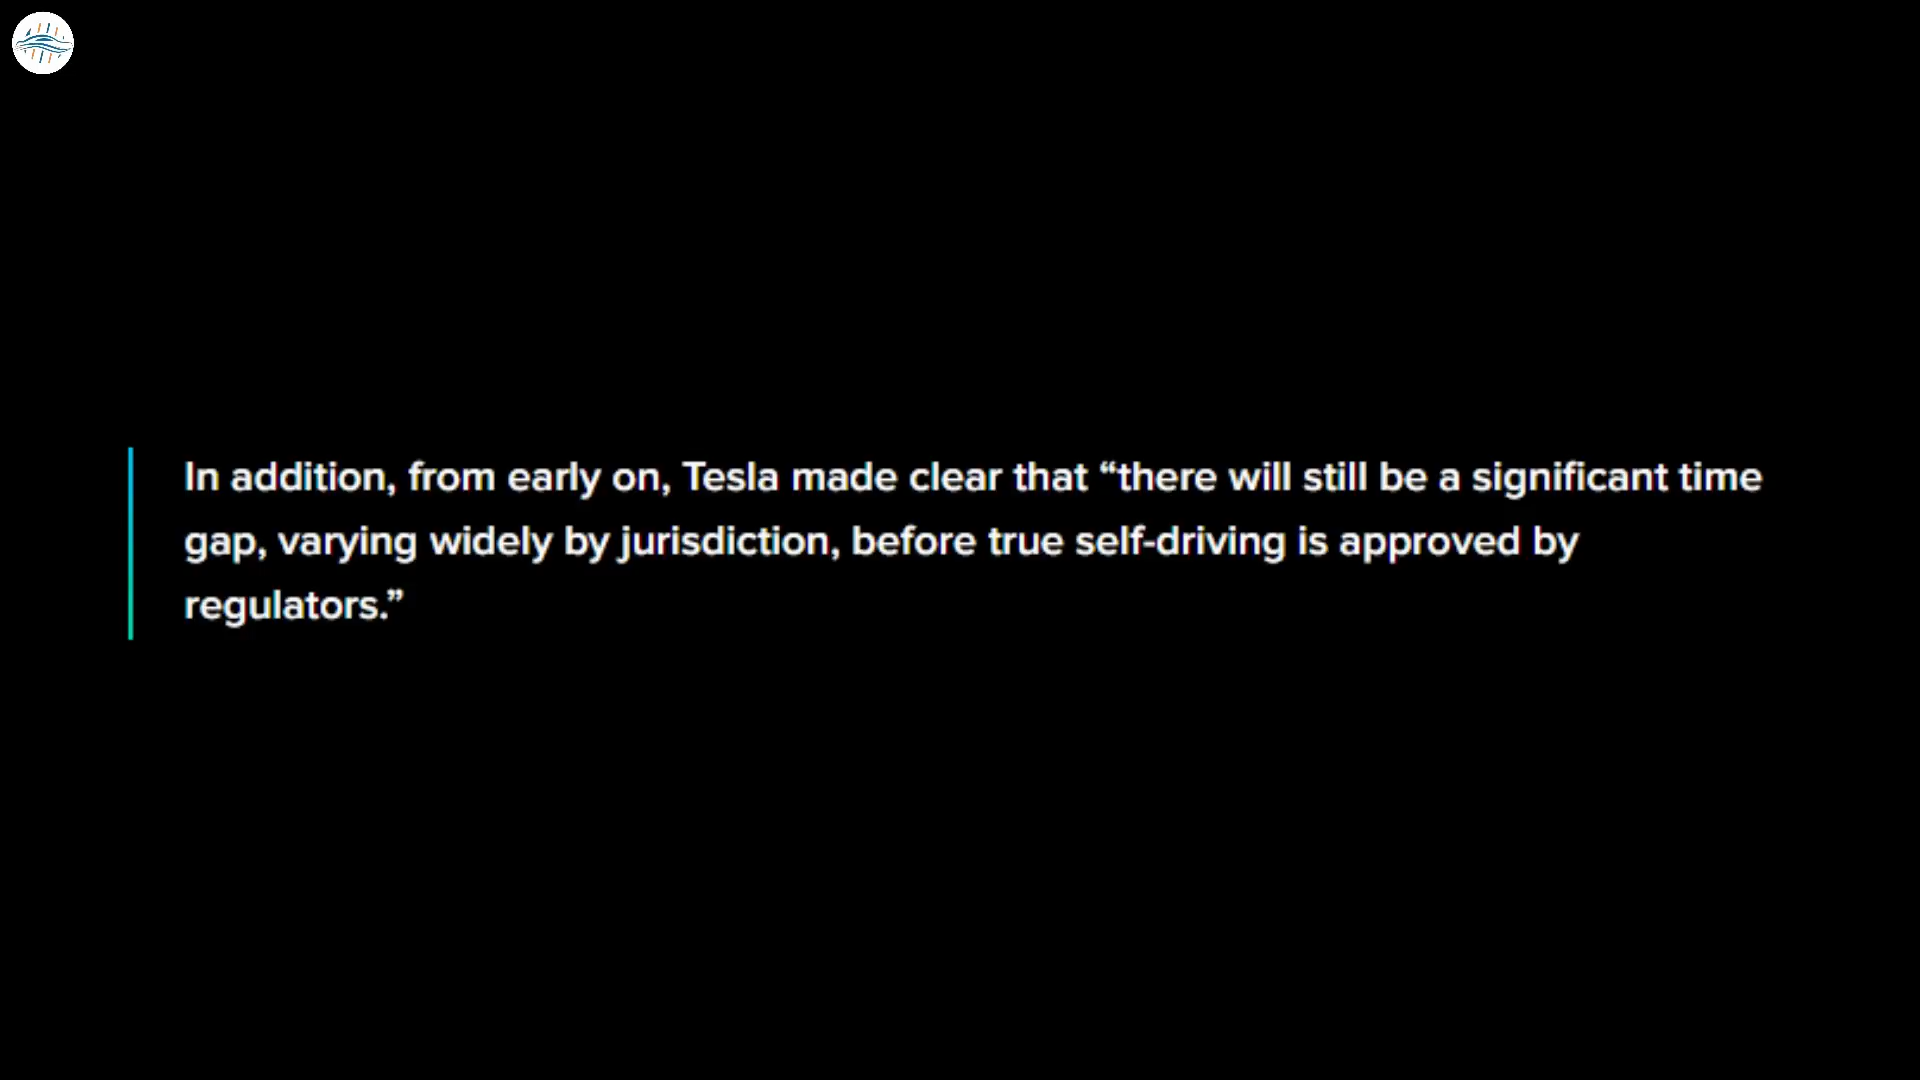 In addition, from early on, Tesla made clear that “there will still be a significant time
gap, varying widely by jurisdiction, before true self-driving is approved by
regulators.”